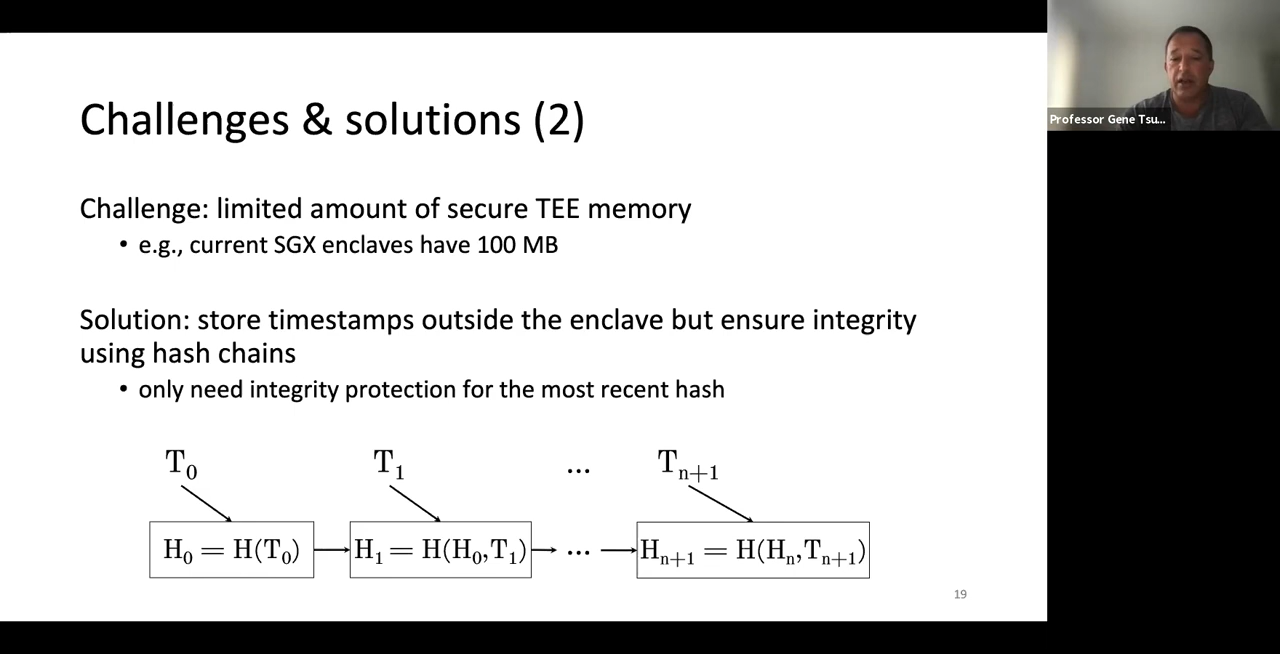 Challenges & solutions (2)
Professor Gene Tsu...
Challenge: limited amount of secure TEE memory
• e.g., current SGX enclaves have 100 MB
Solution: store timestamps outside the enclave but ensure integrity
using hash chains
• only need integrity protection for the most recent hash
T₀ T₁ ... Tₙ₊₁
H₀ = H(T₀) H₁ = H(H₀,T₁) ... Hₙ₊₁ = H(Hₙ,Tₙ₊₁)
19